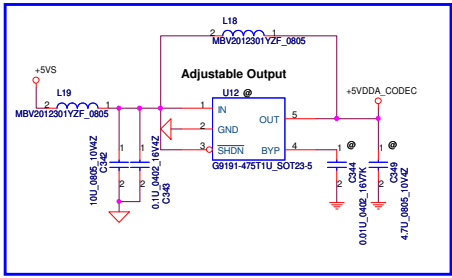 L18
2 1
MBV2012301YZF_0805
+5VS
L19
2 1
MBV2012301YZF_0805
Adjustable Output
U12 @
1 IN
2 GND
3 SHDN
OUT 5
BYP 4
G9191-475T1U_SOT23-5
+5VDDA_CODEC
1
2
C342
10U_0805_10V4Z
1
2
C343
0.1U_0402_16V4Z
@
1
2
C344
0.01U_0402_16V7K
@
1
2
C349
4.7U_0805_10V4Z